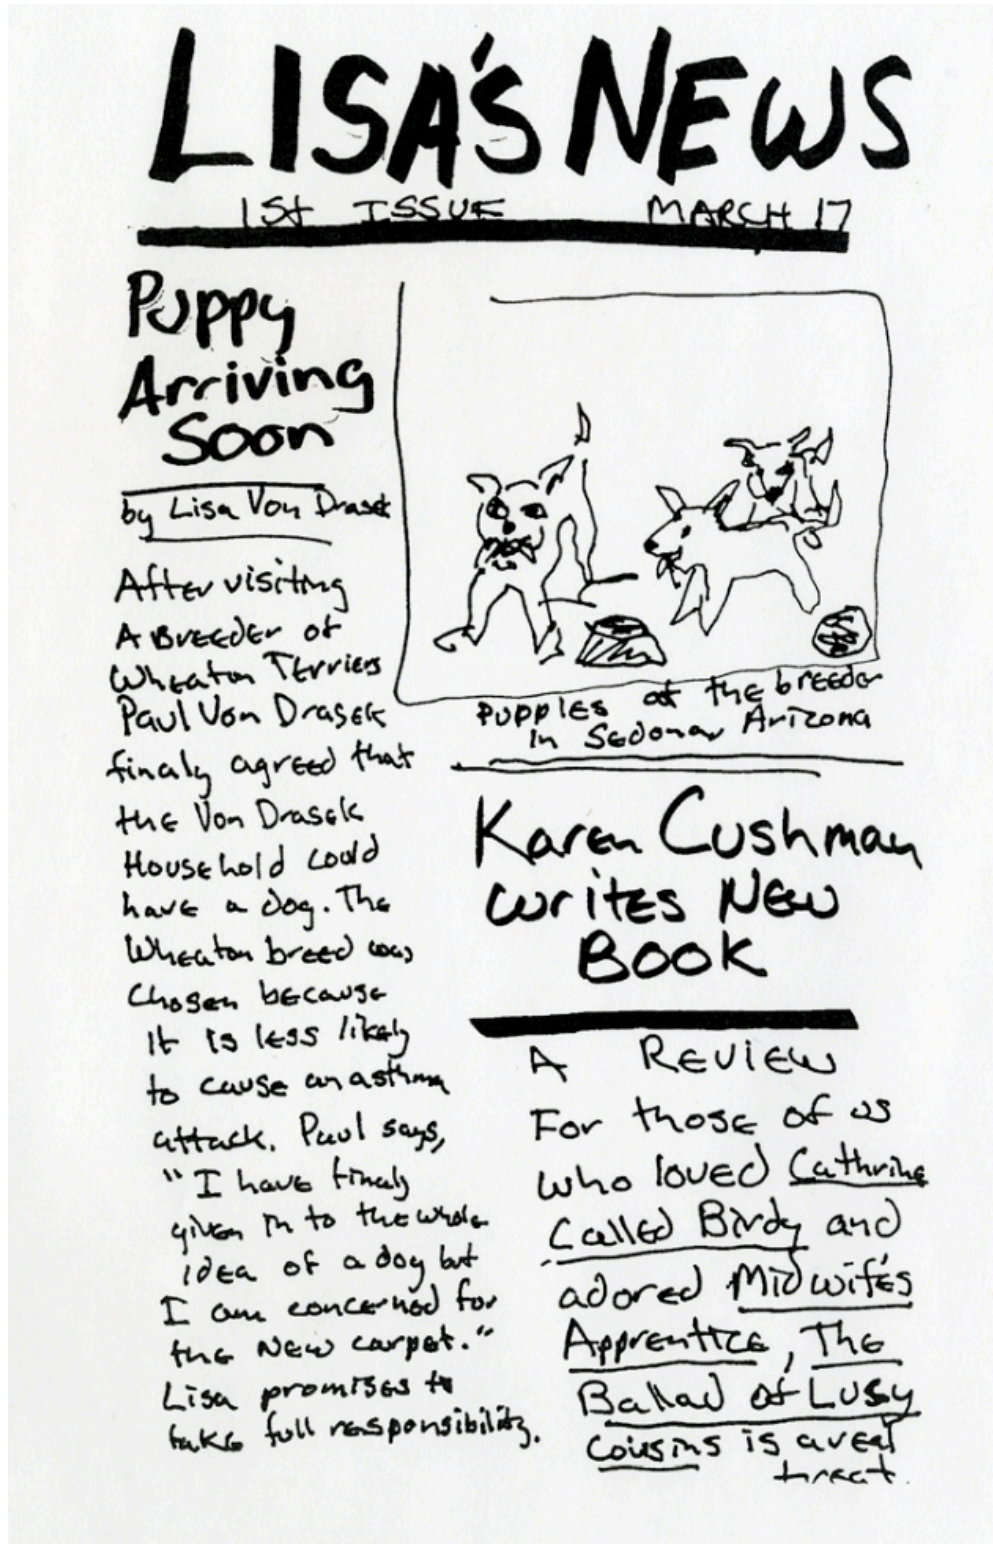 LISA'S NEWS
1st ISSUE MARCH 17
Puppy
Arriving
Soon
by Lisa Von Drasek
After visiting
A Breeder of
Wheaton Terriers
Paul Von Drasek
finaly agreed that
the Von Drasek
Household could
have a dog. The
Wheaton breed was
Chosen because
it is less likely
to cause an asthma
attack. Paul says,
"I have finaly
given in to the whole
idea of a dog but
I am concerned for
the New carpet."
Lisa promises to
take full responsibility.
puppies at the breeder
in Sedona, Arizona
Karen Cushman
writes NEW
BOOK
A REVIEW
For those of us
who loved Cathrine
Called Birdy and
adored Midwife's
Apprentice, The
Ballad of Lusy
Cousins is a real
treat.